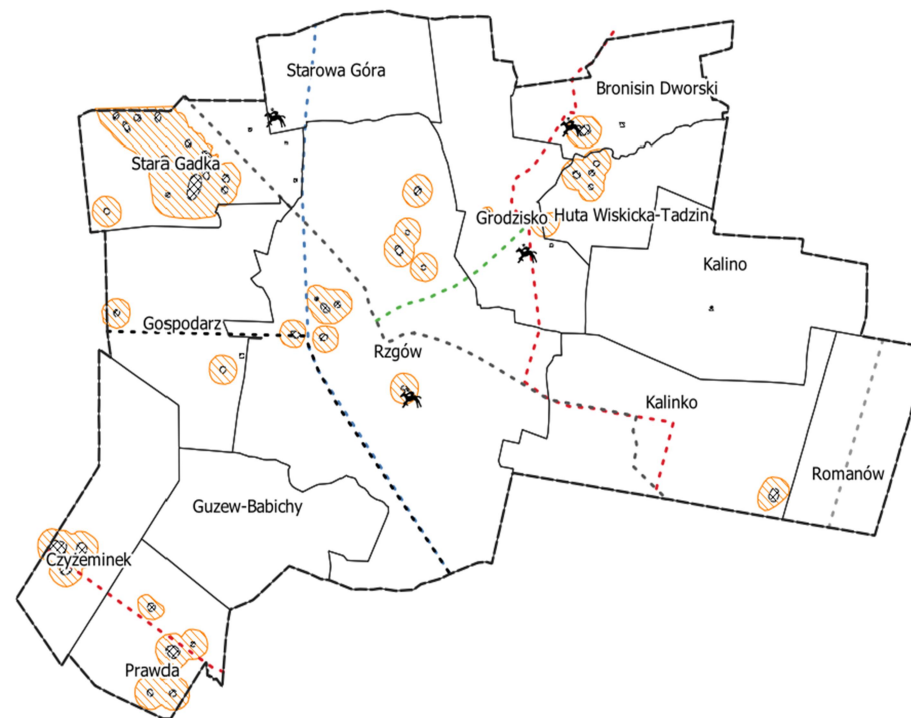 Starowa Góra
Bronisin Dworski
Stara Gadka
Grodzisko
Huta Wiskicka-Tadzin
Kalino
Gospodarz
Rzgów
Kalinko
Romanów
Guzew-Babichy
Czyżeminek
Prawda